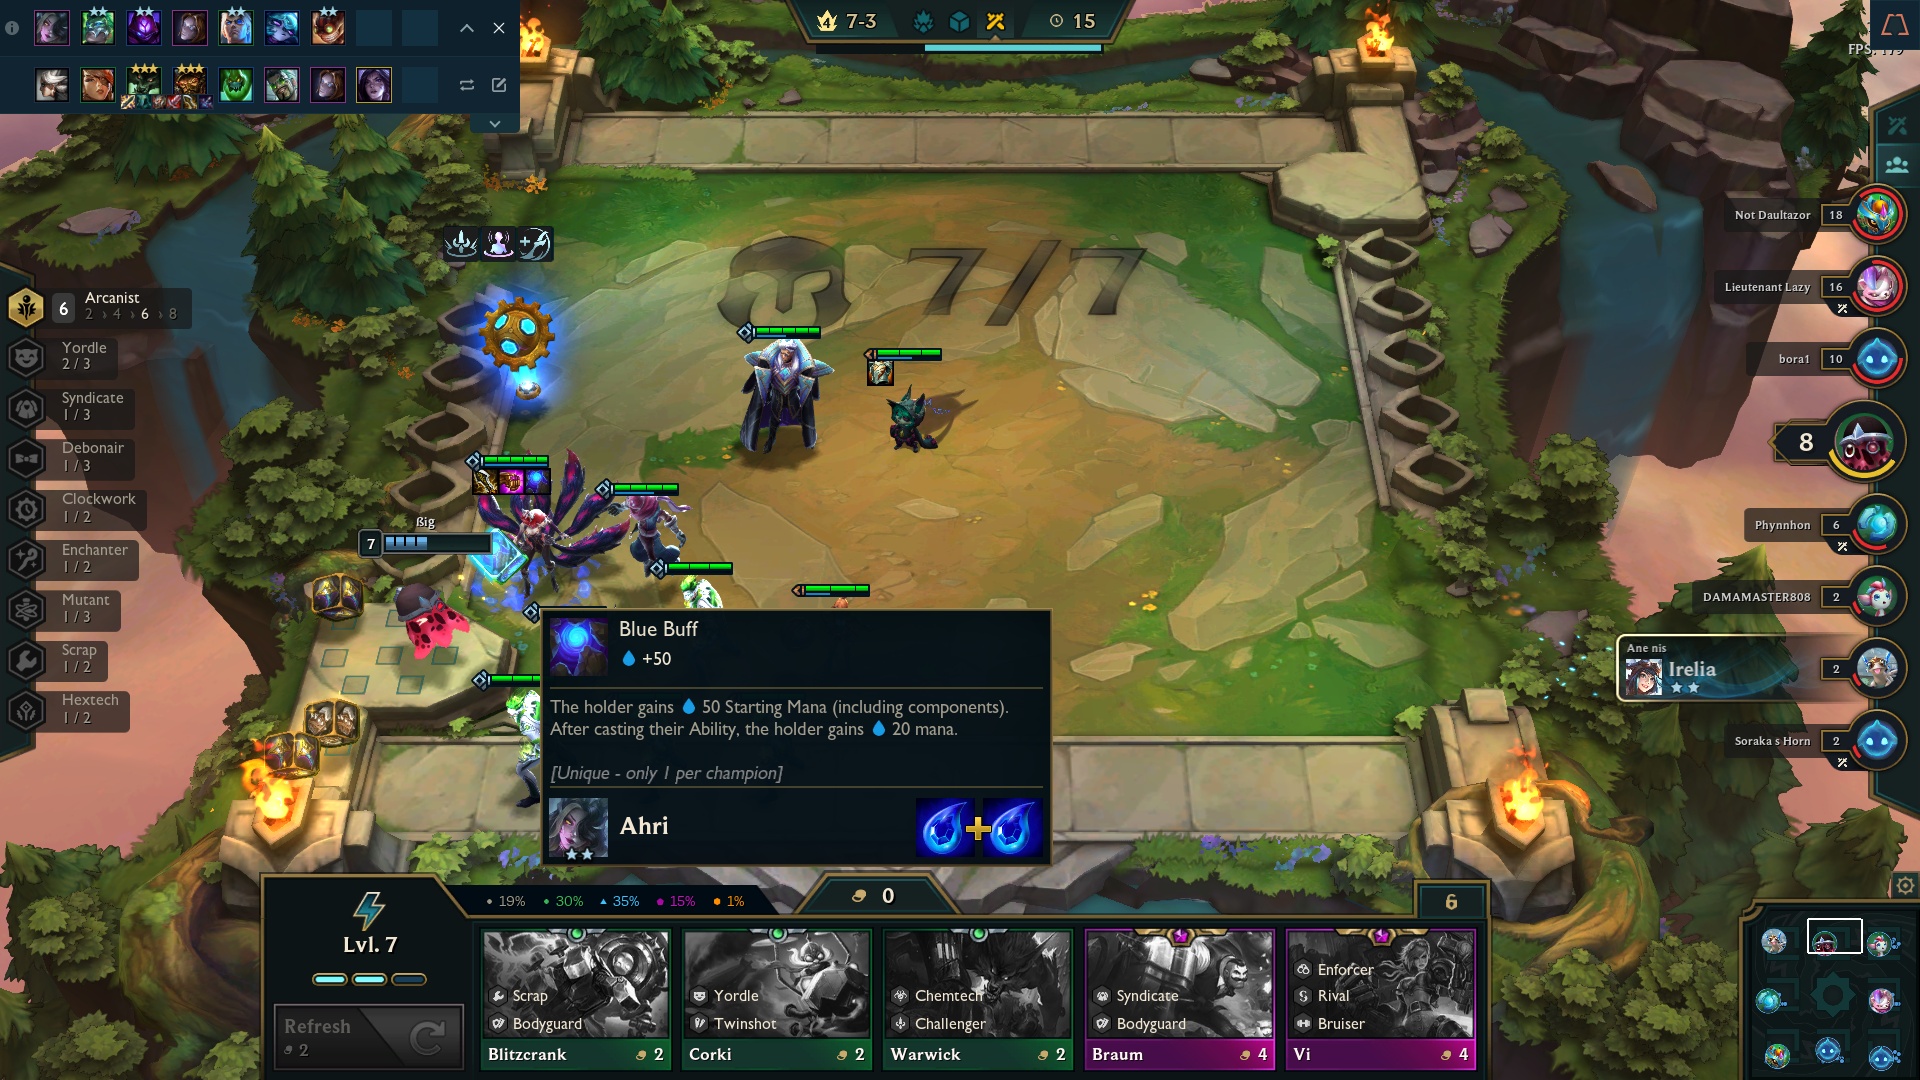 7-3
15
FPS:
7/7
6 Arcanist
2 > 4 > 6 > 8
Yordle
2 / 3
Syndicate
1 / 3
Debonair
1 / 3
Clockwork
1 / 2
Enchanter
1 / 2
Mutant
1 / 3
Scrap
1 / 2
Hextech
1 / 2
ßig
7
Not Daultazor 18
Lieutenant Lazy 16
bora1 10
8
Phynnhon 6
DAMAMASTER808 2
Ane nis
Irelia 2
Soraka s Horn 2
Blue Buff
+50
The holder gains 50 Starting Mana (including components).
After casting their Ability, the holder gains 20 mana.
[Unique - only 1 per champion]
Ahri
19% 30% 35% 15% 1%
0
6
Lvl. 7
Refresh
2
Scrap
Bodyguard
Blitzcrank 2
Yordle
Twinshot
Corki 2
Chemtech
Challenger
Warwick 2
Syndicate
Bodyguard
Braum 4
Enforcer
Rival
Bruiser
Vi 4